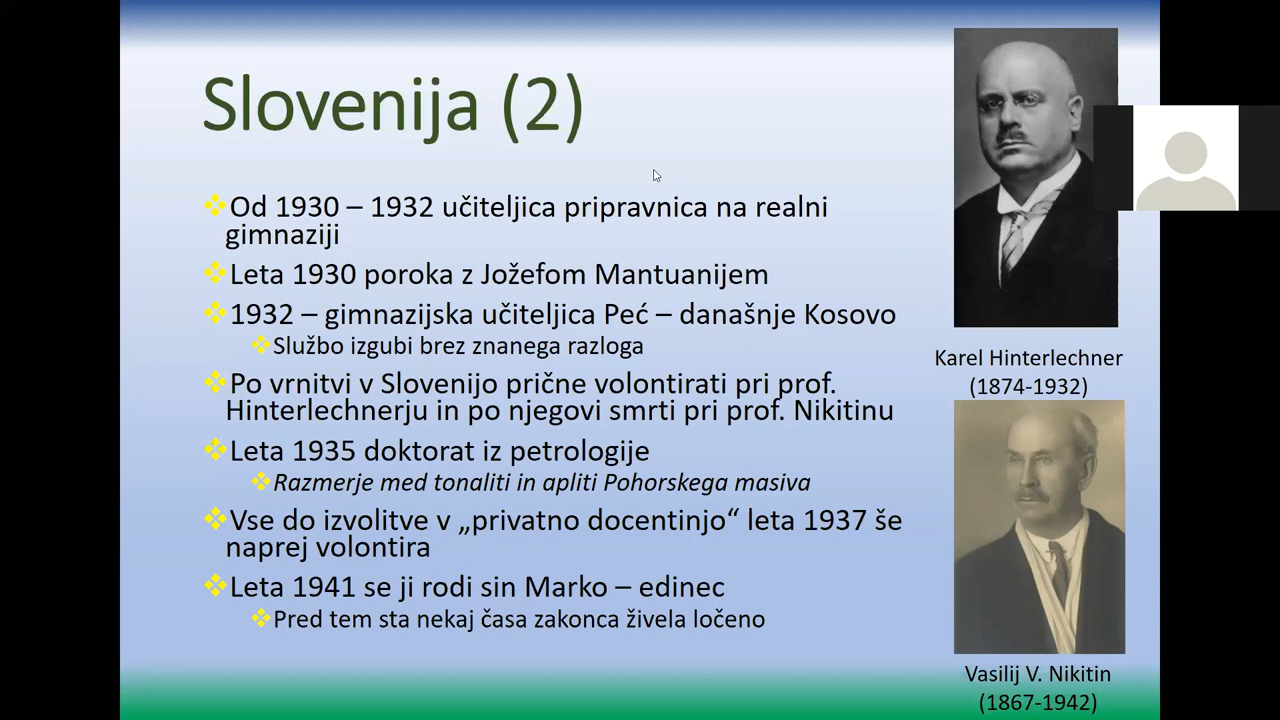 Slovenija (2)
Od 1930 – 1932 učiteljica pripravnica na realni
gimnaziji
Leta 1930 poroka z Jožefom Mantuanijem
1932 – gimnazijska učiteljica Peć – današnje Kosovo
Službo izgubi brez znanega razloga
Po vrnitvi v Slovenijo prične volontirati pri prof.
Hinterlechnerju in po njegovi smrti pri prof. Nikitinu
Leta 1935 doktorat iz petrologije
Razmerje med tonaliti in apliti Pohorskega masiva
Vse do izvolitve v „privatno docentinjo“ leta 1937 še
naprej volontira
Leta 1941 se ji rodi sin Marko – edinec
Pred tem sta nekaj časa zakonca živela ločeno
Karel Hinterlechner
(1874-1932)
Vasilij V. Nikitin
(1867-1942)